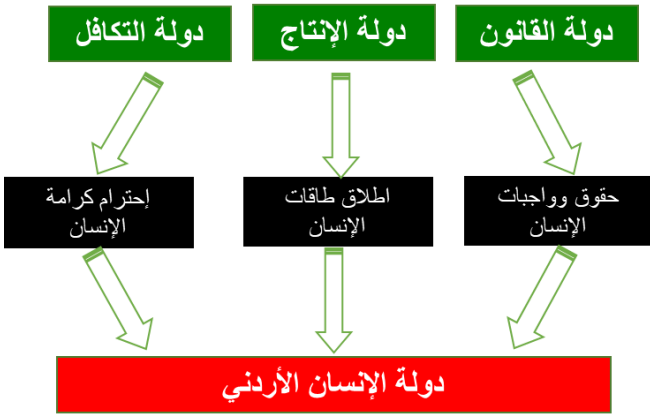 دولة القانون
دولة الإنتاج
دولة التكافل
حقوق وواجبات
الإنسان
اطلاق طاقات
الإنسان
إحترام كرامة
الإنسان
دولة الإنسان الأردني